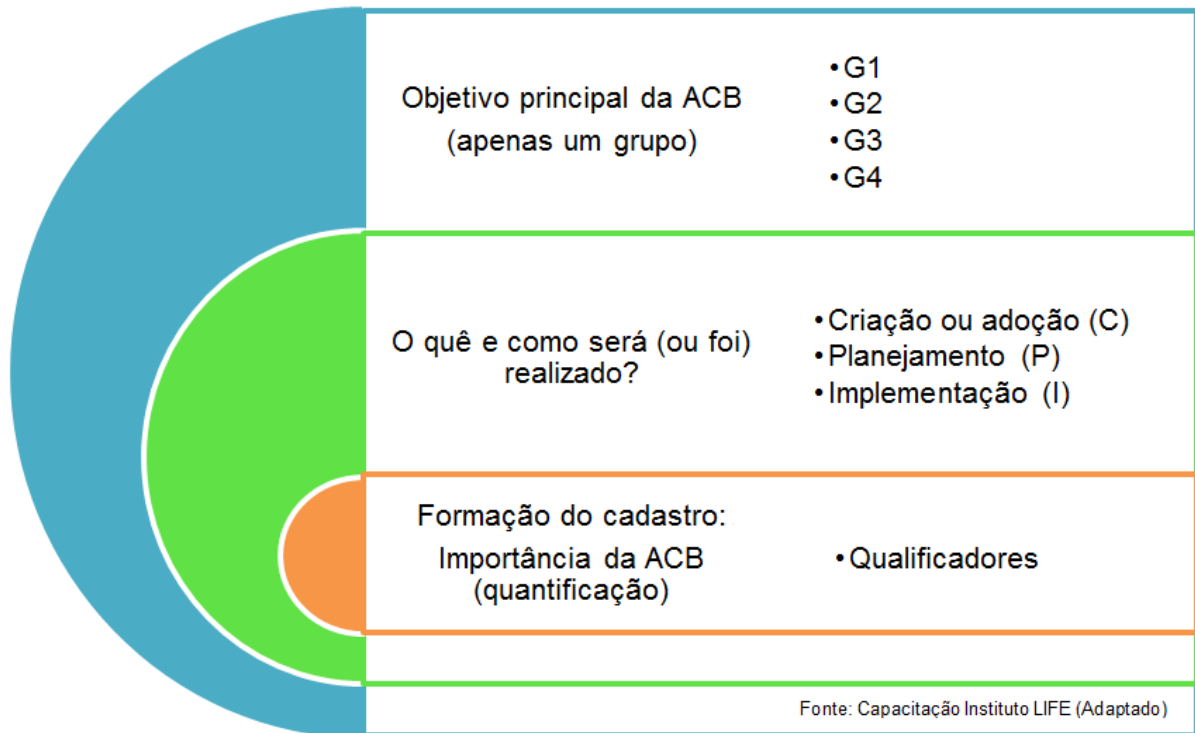 Objetivo principal da ACB
(apenas um grupo)
•G1
•G2
•G3
•G4
O quê e como será (ou foi)
realizado?
•Criação ou adoção (C)
•Planejamento (P)
•Implementação (I)
Formação do cadastro:
Importância da ACB
(quantificação)
•Qualificadores
Fonte: Capacitação Instituto LIFE (Adaptado)